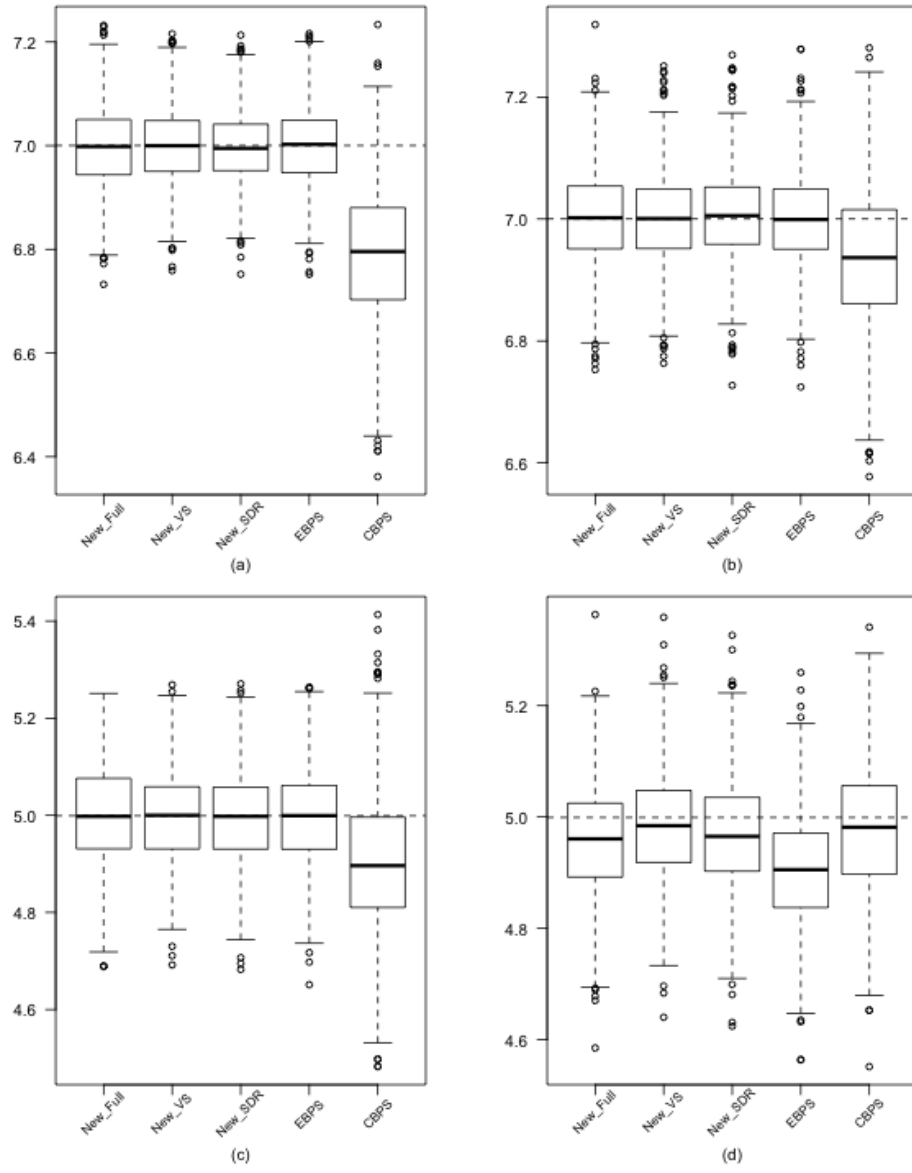 7.2
7.0
6.8
6.6
6.4
New_Full
New_VS
New_SDR
EBPS
CBPS
(a)
7.2
7.0
6.8
6.6
New_Full
New_VS
New_SDR
EBPS
CBPS
(b)
5.4
5.2
5.0
4.8
4.6
New_Full
New_VS
New_SDR
EBPS
CBPS
(c)
5.2
5.0
4.8
4.6
New_Full
New_VS
New_SDR
EBPS
CBPS
(d)